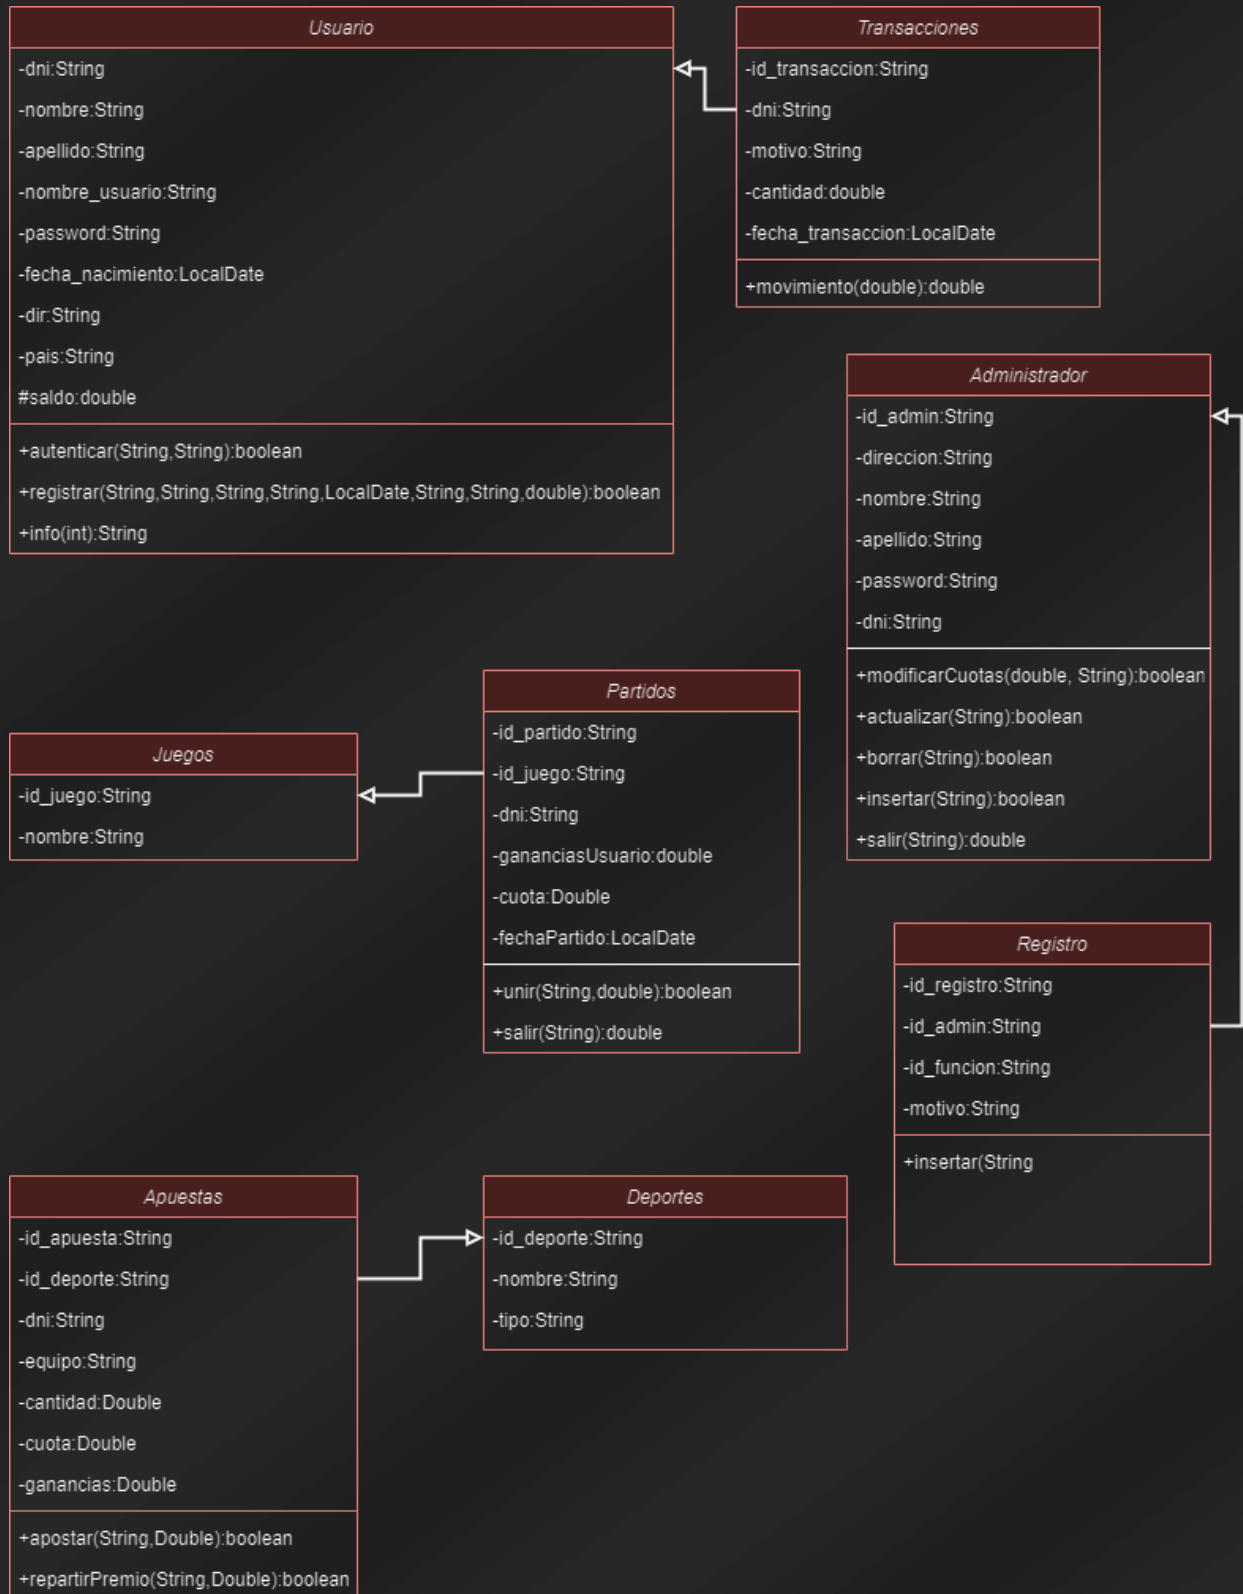 Usuario
-dni:String
-nombre:String
-apellido:String
-nombre_usuario:String
-password:String
-fecha_nacimiento:LocalDate
-dir:String
-pais:String
#saldo:double
+autenticar(String,String):boolean
+registrar(String,String,String,String,LocalDate,String,String,double):boolean
+info(int):String
Transacciones
-id_transaccion:String
-dni:String
-motivo:String
-cantidad:double
-fecha_transaccion:LocalDate
+movimiento(double):double
Administrador
-id_admin:String
-direccion:String
-nombre:String
-apellido:String
-password:String
-dni:String
+modificarCuotas(double, String):boolean
+actualizar(String):boolean
+borrar(String):boolean
+insertar(String):boolean
+salir(String):double
Juegos
-id_juego:String
-nombre:String
Partidos
-id_partido:String
-id_juego:String
-dni:String
-gananciasUsuario:double
-cuota:Double
-fechaPartido:LocalDate
+unir(String,double):boolean
+salir(String):double
Registro
-id_registro:String
-id_admin:String
-id_funcion:String
-motivo:String
+insertar(String
Apuestas
-id_apuesta:String
-id_deporte:String
-dni:String
-equipo:String
-cantidad:Double
-cuota:Double
-ganancias:Double
+apostar(String,Double):boolean
+repartirPremio(String,Double):boolean
Deportes
-id_deporte:String
-nombre:String
-tipo:String